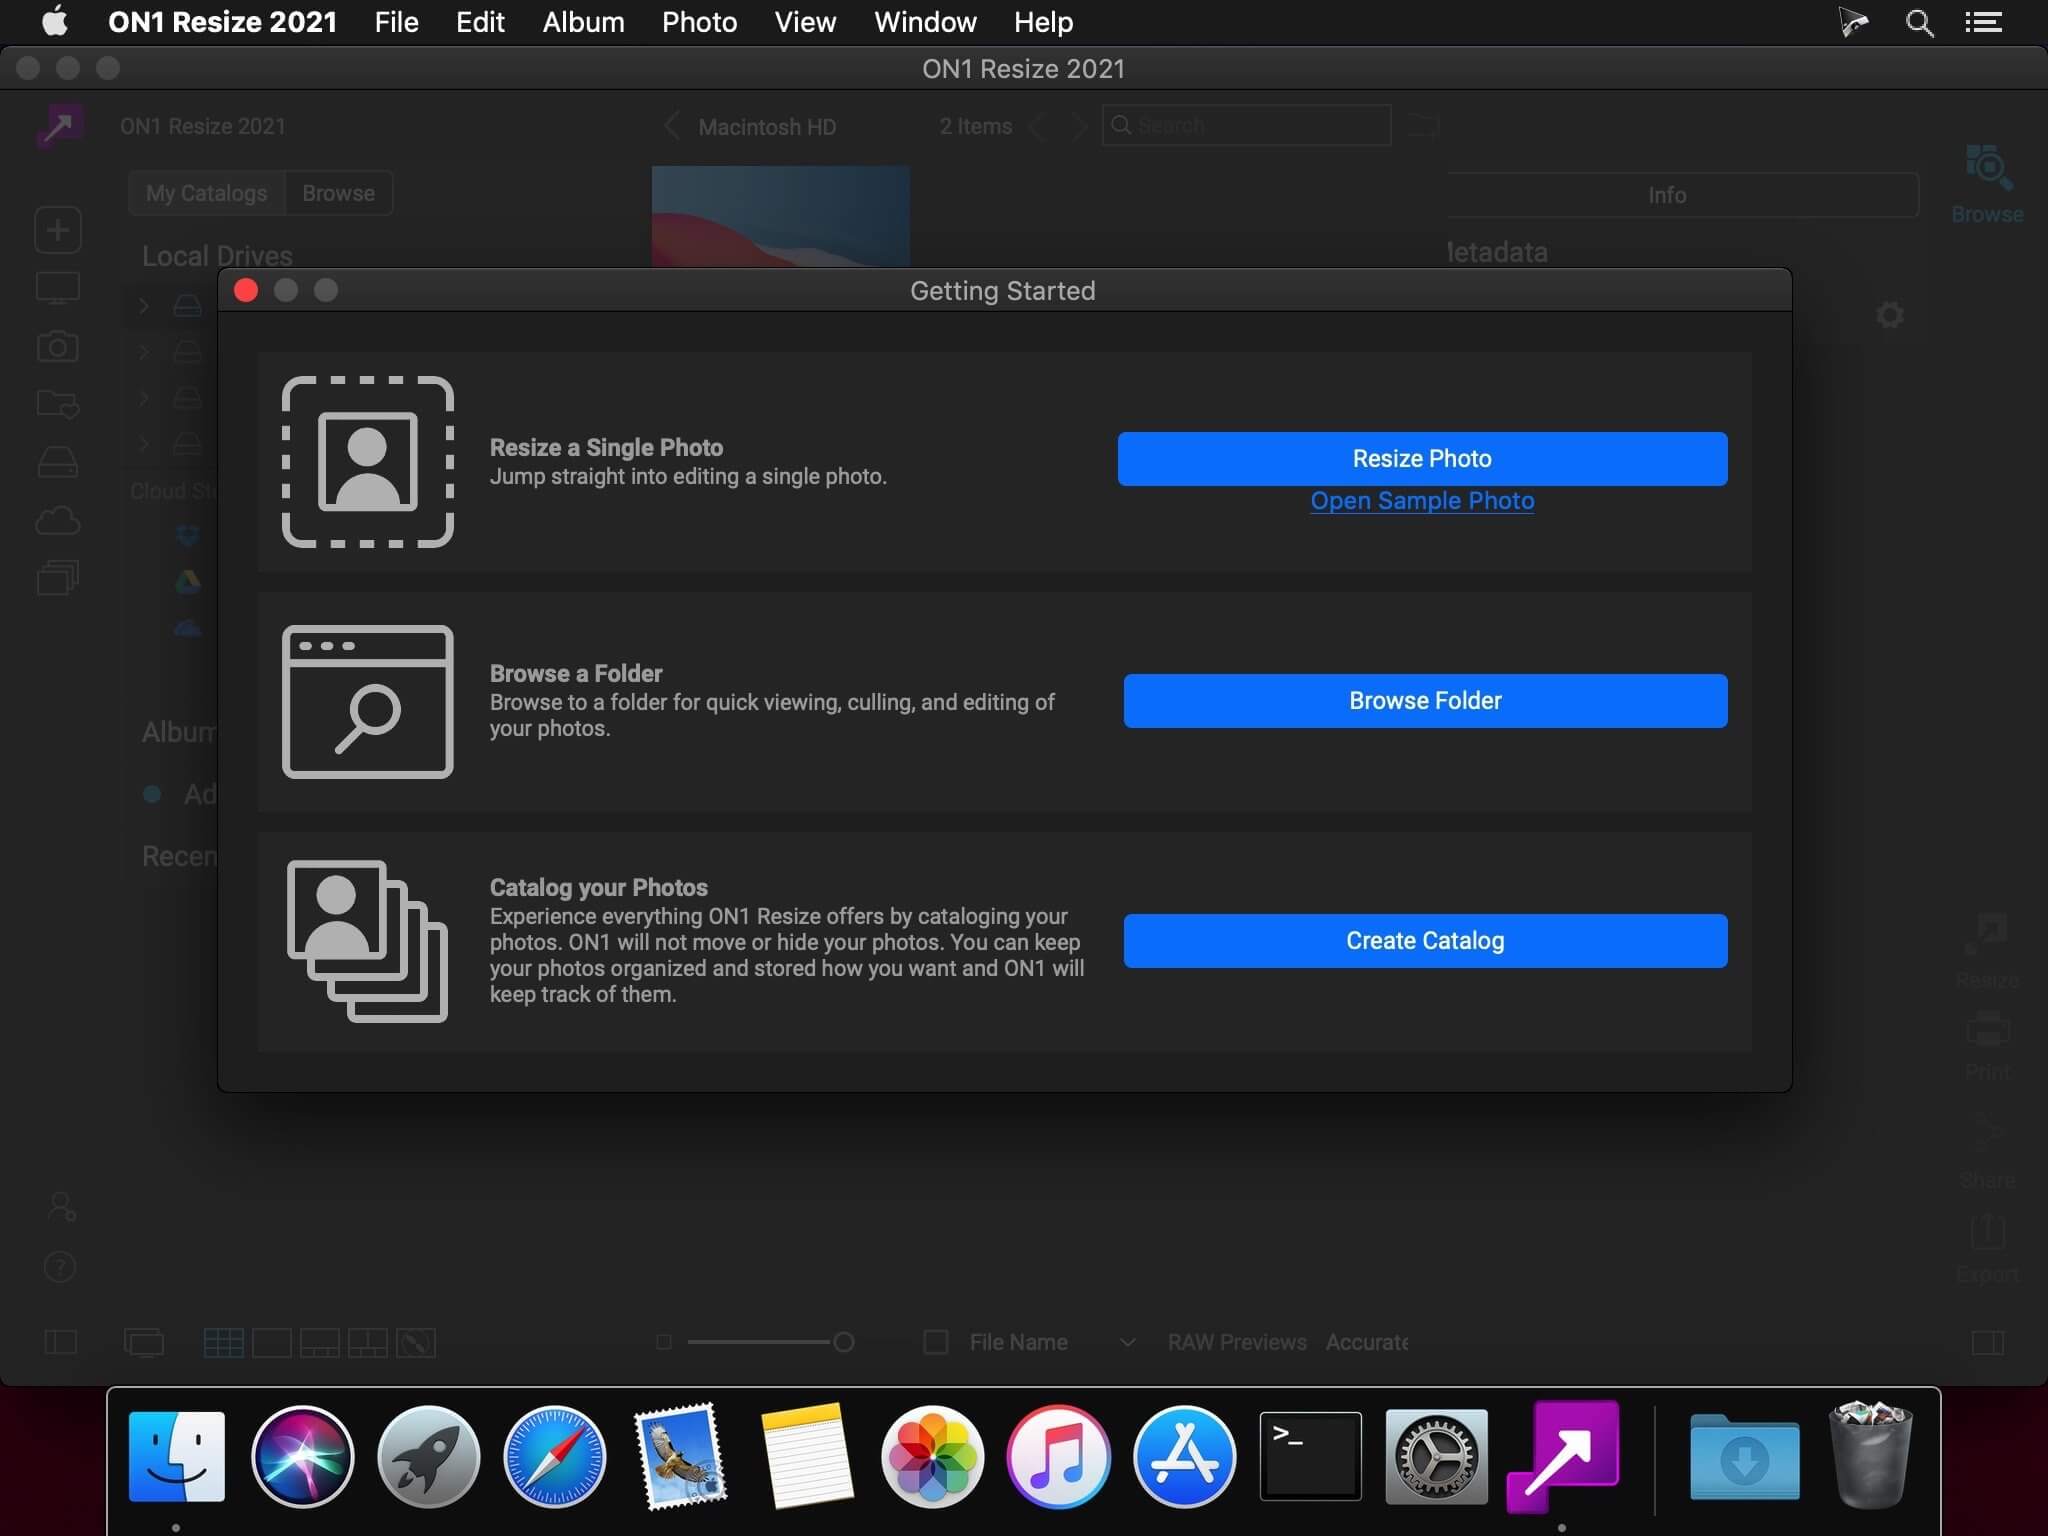 ON1 Resize 2021 File Edit Album Photo View Window Help
ON1 Resize 2021
ON1 Resize 2021
Macintosh HD 2 Items Search
My Catalogs Browse
Info
Browse
Local Drives
Metadata
Getting Started
Resize a Single Photo
Jump straight into editing a single photo.
Resize Photo
Open Sample Photo
Cloud St
Browse a Folder
Browse to a folder for quick viewing, culling, and editing of
your photos.
Browse Folder
Album
Ad
Recen
Catalog your Photos
Experience everything ON1 Resize offers by cataloging your
photos. ON1 will not move or hide your photos. You can keep
your photos organized and stored how you want and ON1 will
keep track of them.
Create Catalog
Resize
Print
Share
Export
File Name RAW Previews Accurate
>_